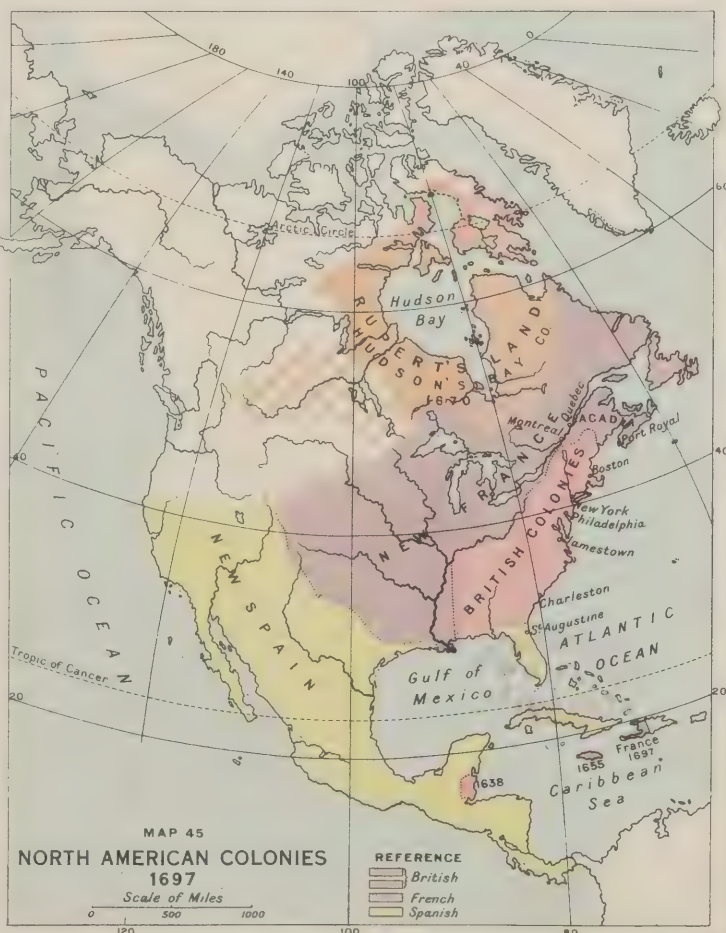 180
140
100
40
0
60
Arctic Circle
Hudson
Bay
RUPERT'S LAND
HUDSON'S BAY CO.
1670
Quebec
Montreal
ACADIA
Port Royal
40
40
Boston
NEW FRANCE
New York
Philadelphia
Jamestown
BRITISH COLONIES
PACIFIC OCEAN
NEW SPAIN
Charleston
St Augustine
ATLANTIC
OCEAN
Tropic of Cancer
Gulf of
Mexico
20
20
France
1697
1655
1638
Caribbean
Sea
MAP 45
NORTH AMERICAN COLONIES
1697
Scale of Miles
0 500 1000
REFERENCE
British
French
Spanish
120
100
80